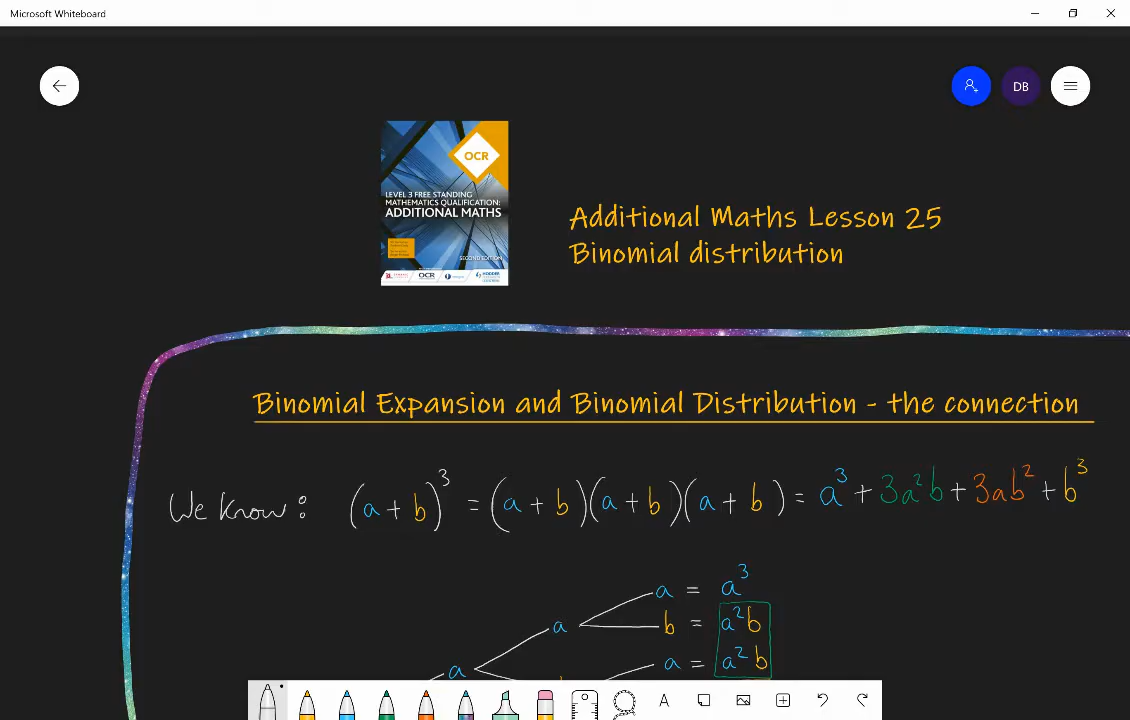 Microsoft Whiteboard
DB
OCR
LEVEL 3 FREE STANDING
MATHEMATICS QUALIFICATION:
ADDITIONAL MATHS
SECOND EDITION
OCR
Additional Maths Lesson 25
Binomial distribution
Binomial Expansion and Binomial Distribution - the connection
We know: (a + b)³ = (a + b)(a + b)(a + b) = a³ + 3a²b + 3ab² + b³
a = a³
a b = a²b
a a = a²b
A